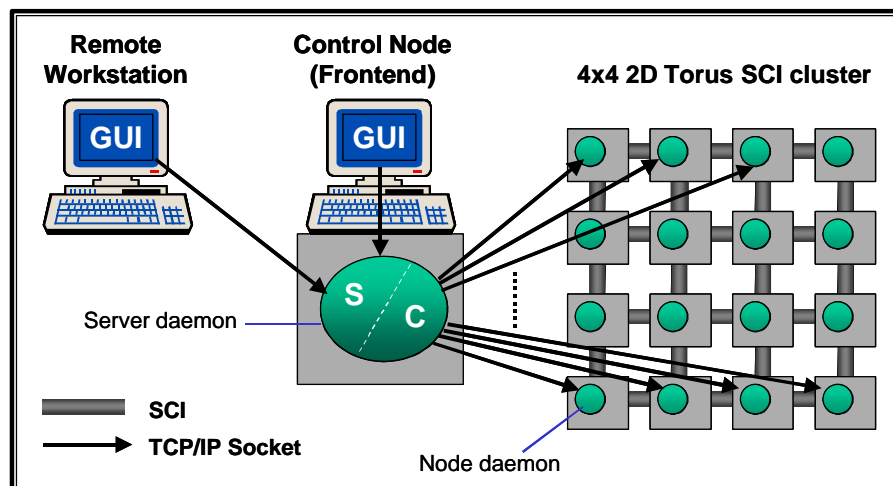 Remote
Workstation
Control Node
(Frontend)
4x4 2D Torus SCI cluster
GUI
GUI
S
C
Server daemon
SCI
TCP/IP Socket
Node daemon